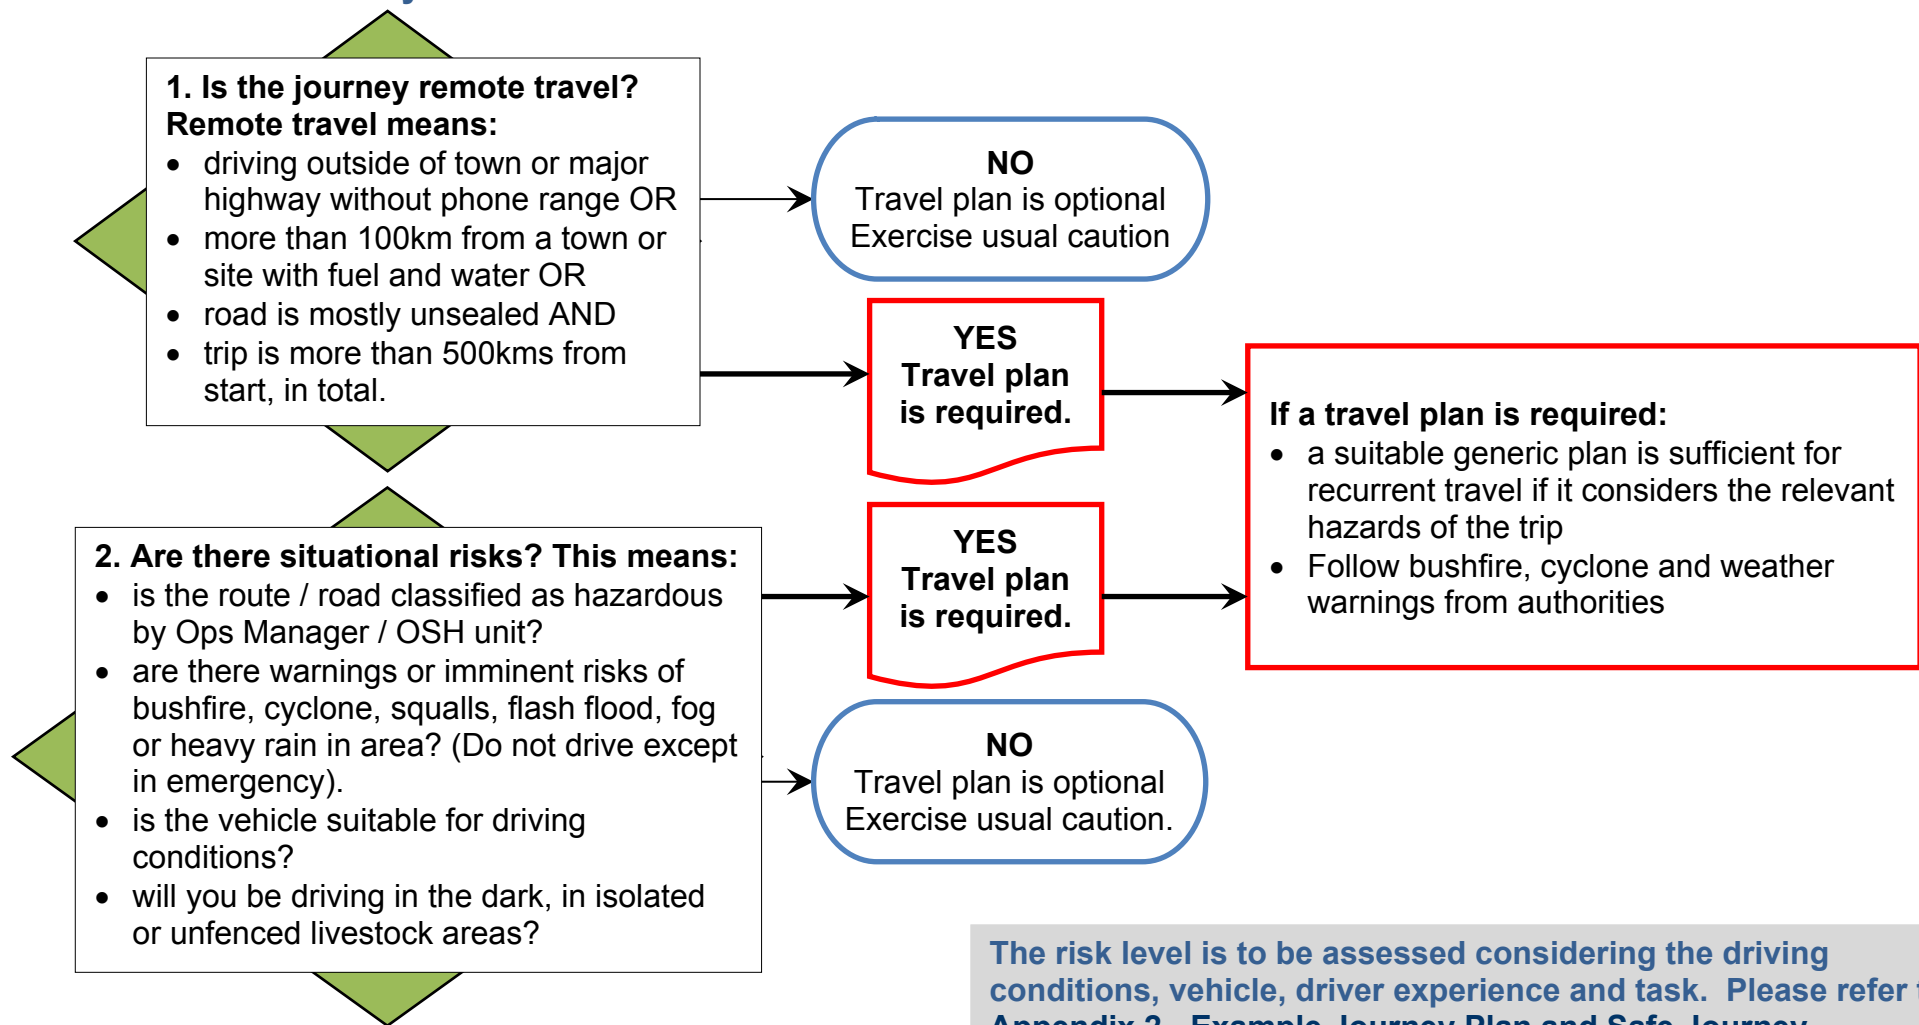 1. Is the journey remote travel?
Remote travel means:
• driving outside of town or major
highway without phone range OR
• more than 100km from a town or
site with fuel and water OR
• road is mostly unsealed AND
• trip is more than 500kms from
start, in total.
NO
Travel plan is optional
Exercise usual caution
YES
Travel plan
is required.
If a travel plan is required:
• a suitable generic plan is sufficient for
recurrent travel if it considers the relevant
hazards of the trip
• Follow bushfire, cyclone and weather
warnings from authorities
2. Are there situational risks? This means:
• is the route / road classified as hazardous
by Ops Manager / OSH unit?
• are there warnings or imminent risks of
bushfire, cyclone, squalls, flash flood, fog
or heavy rain in area? (Do not drive except
in emergency).
• is the vehicle suitable for driving
conditions?
• will you be driving in the dark, in isolated
or unfenced livestock areas?
YES
Travel plan
is required.
NO
Travel plan is optional
Exercise usual caution.
The risk level is to be assessed considering the driving
conditions, vehicle, driver experience and task. Please refer
Appendix 2 - Example Journey Plan and Safe Journey